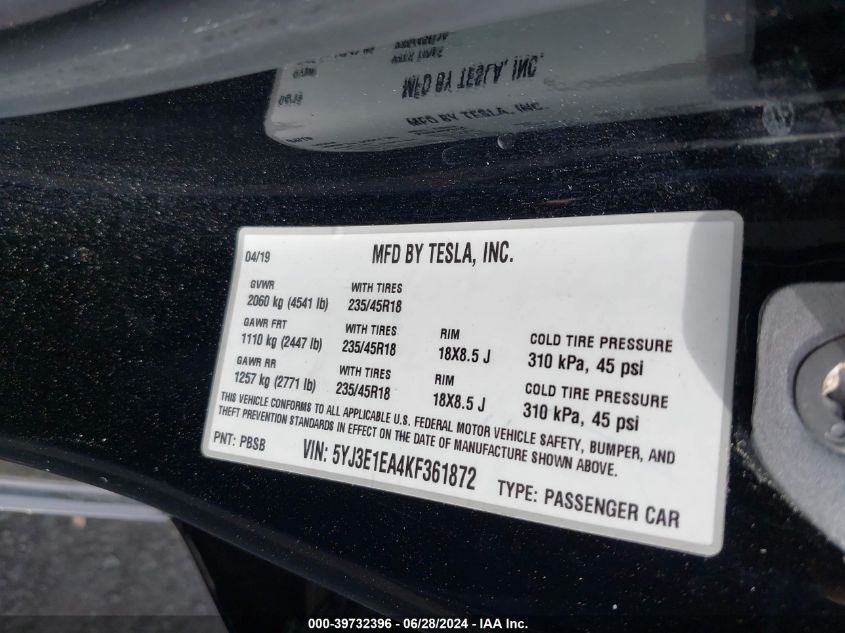 MFD BY TESLA, INC.
MFD BY TESLA, INC.
04/19 MFD BY TESLA, INC.
GVWR WITH TIRES
2060 kg (4541 lb) 235/45R18
GAWR FRT WITH TIRES RIM COLD TIRE PRESSURE
1110 kg (2447 lb) 235/45R18 18X8.5 J 310 kPa, 45 psi
GAWR RR WITH TIRES RIM COLD TIRE PRESSURE
1257 kg (2771 lb) 235/45R18 18X8.5 J 310 kPa, 45 psi
THIS VEHICLE CONFORMS TO ALL APPLICABLE U.S. FEDERAL MOTOR VEHICLE SAFETY, BUMPER, AND
THEFT PREVENTION STANDARDS IN EFFECT ON THE DATE OF MANUFACTURE SHOWN ABOVE.
PNT: PBSB VIN: 5YJ3E1EA4KF361872 TYPE: PASSENGER CAR
000-39732396 - 06/28/2024 - IAA Inc.